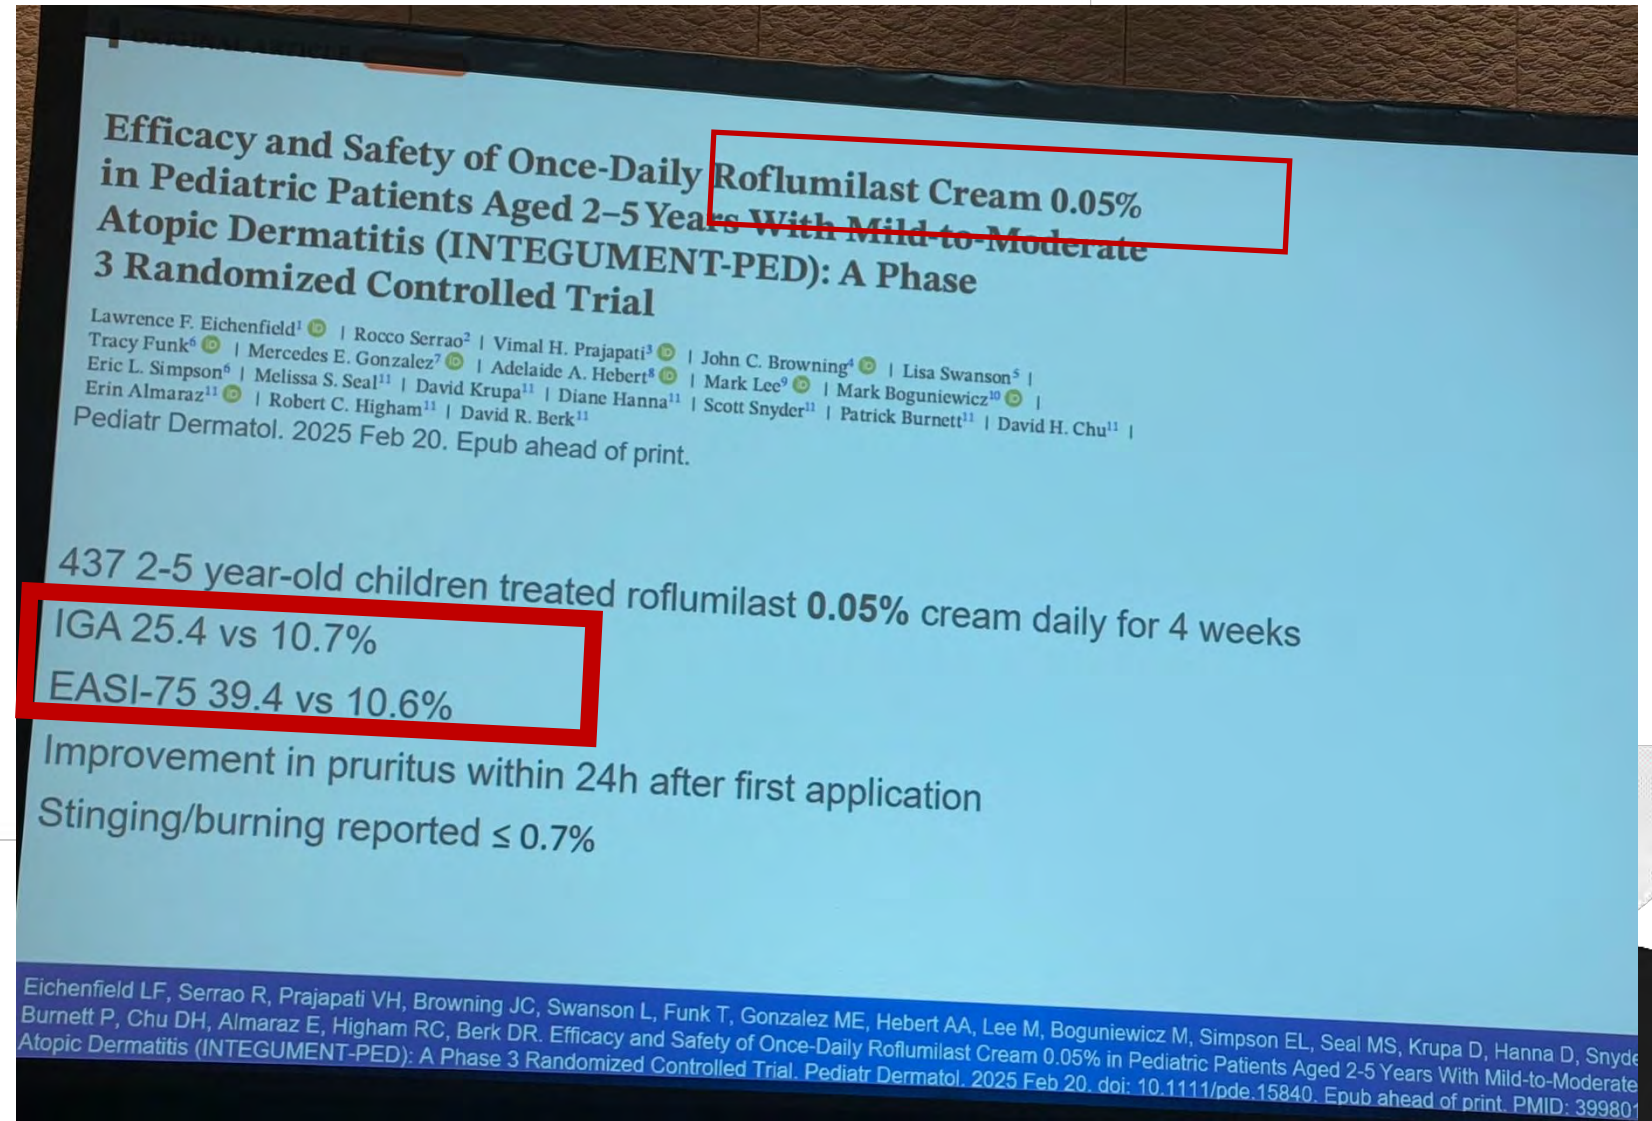 ORIGINAL ARTICLE
Efficacy and Safety of Once-Daily Roflumilast Cream 0.05%
in Pediatric Patients Aged 2–5 Years With Mild-to-Moderate
Atopic Dermatitis (INTEGUMENT-PED): A Phase
3 Randomized Controlled Trial
Lawrence F. Eichenfield¹ | Rocco Serrao² | Vimal H. Prajapati³ | John C. Browning⁴ | Lisa Swanson⁵ |
Tracy Funk⁶ | Mercedes E. Gonzalez⁷ | Adelaide A. Hebert⁸ | Mark Lee⁹ | Mark Boguniewicz¹⁰ |
Eric L. Simpson⁶ | Melissa S. Seal¹¹ | David Krupa¹¹ | Diane Hanna¹¹ | Scott Snyder¹¹ | Patrick Burnett¹¹ | David H. Chu¹¹ |
Erin Almaraz¹¹ | Robert C. Higham¹¹ | David R. Berk¹¹
Pediatr Dermatol. 2025 Feb 20. Epub ahead of print.
437 2-5 year-old children treated roflumilast 0.05% cream daily for 4 weeks
IGA 25.4 vs 10.7%
EASI-75 39.4 vs 10.6%
Improvement in pruritus within 24h after first application
Stinging/burning reported ≤ 0.7%
Eichenfield LF, Serrao R, Prajapati VH, Browning JC, Swanson L, Funk T, Gonzalez ME, Hebert AA, Lee M, Boguniewicz M, Simpson EL, Seal MS, Krupa D, Hanna D, Snyde
Burnett P, Chu DH, Almaraz E, Higham RC, Berk DR. Efficacy and Safety of Once-Daily Roflumilast Cream 0.05% in Pediatric Patients Aged 2-5 Years With Mild-to-Moderate
Atopic Dermatitis (INTEGUMENT-PED): A Phase 3 Randomized Controlled Trial. Pediatr Dermatol. 2025 Feb 20. doi: 10.1111/pde.15840. Epub ahead of print. PMID: 399801